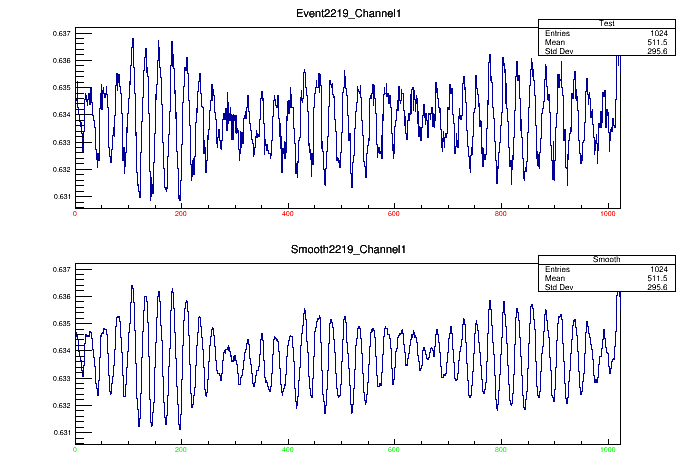 Event2219_Channel1
Test
Entries 1024
Mean 511.5
Std Dev 295.6
0.637
0.636
0.635
0.634
0.633
0.632
0.631
0 200 400 600 800 1000
Smooth2219_Channel1
Smooth
Entries 1024
Mean 511.5
Std Dev 295.6
0.637
0.636
0.635
0.634
0.633
0.632
0.631
0 200 400 600 800 1000